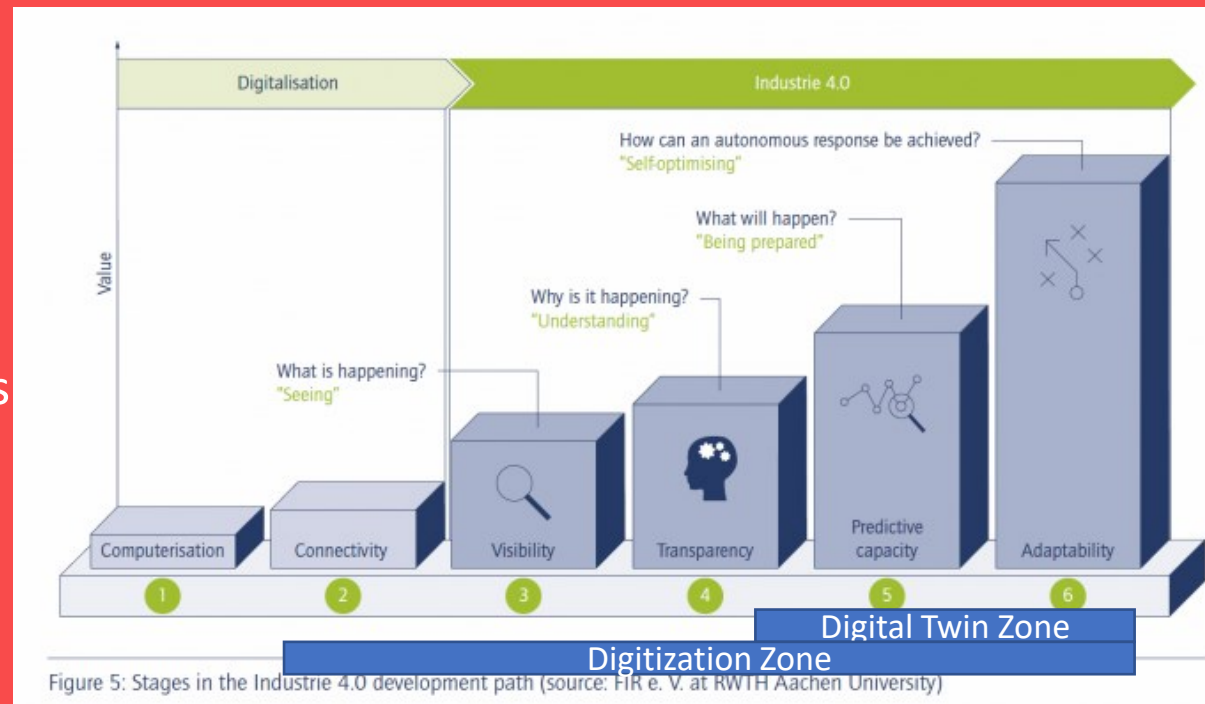 Digitalisation
Industrie 4.0
How can an autonomous response be achieved?
"Self-optimising"
What will happen?
"Being prepared"
Why is it happening?
"Understanding"
What is happening?
"Seeing"
Value
s
Computerisation
Connectivity
Visibility
Transparency
Predictive
capacity
Adaptability
1
2
3
4
5
6
Digital Twin Zone
Digitization Zone
Figure 5: Stages in the Industrie 4.0 development path (source: FIR e. V. at RWTH Aachen University)